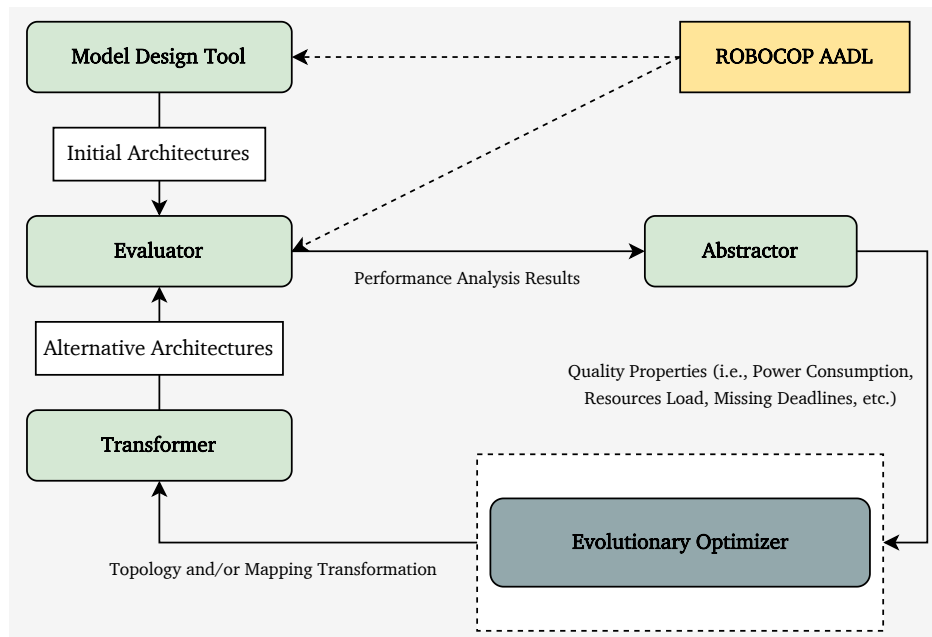 Model Design Tool
ROBOCOP AADL
Initial Architectures
Evaluator
Abstractor
Performance Analysis Results
Alternative Architectures
Quality Properties (i.e., Power Consumption,
Resources Load, Missing Deadlines, etc.)
Transformer
Evolutionary Optimizer
Topology and/or Mapping Transformation